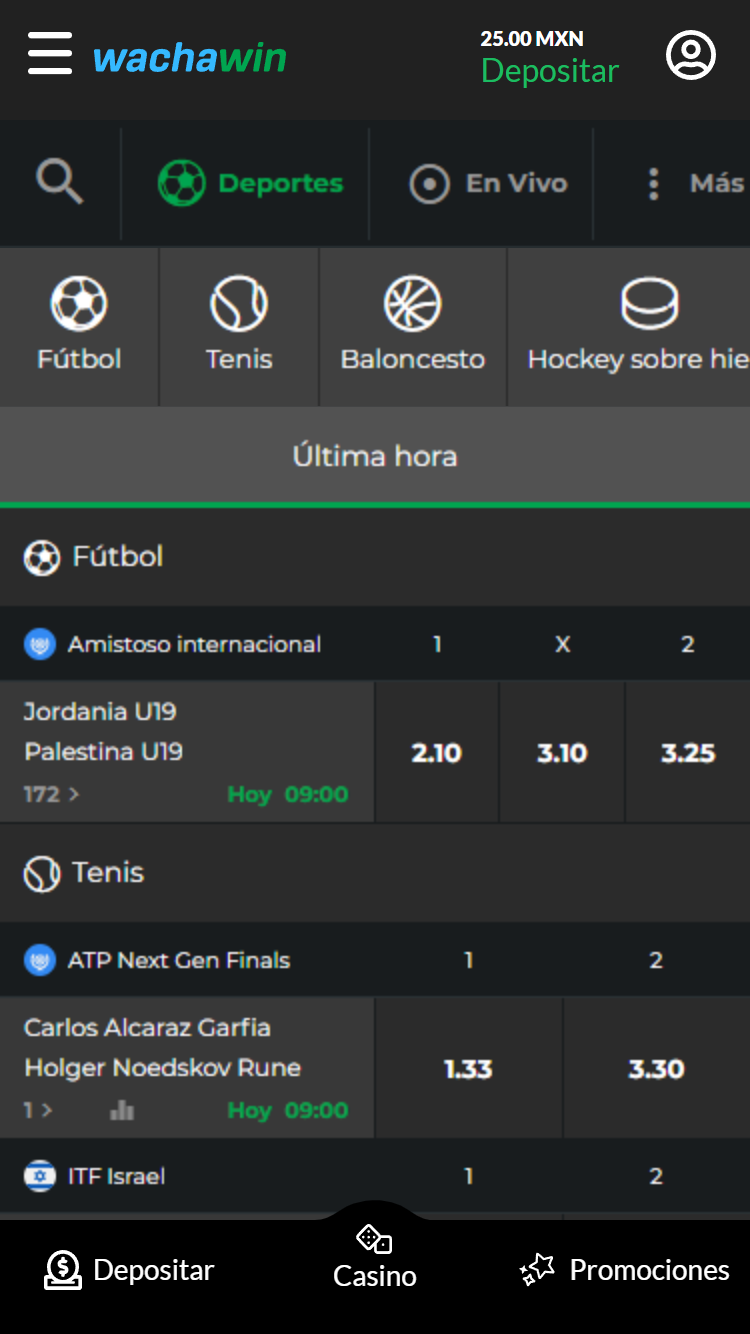 wachawin
25.00 MXN
Depositar
Deportes
En Vivo
Más
Fútbol
Tenis
Baloncesto
Hockey sobre hie
Última hora
Fútbol
Amistoso internacional 1 X 2
Jordania U19
Palestina U19
2.10 3.10 3.25
172 > Hoy 09:00
Tenis
ATP Next Gen Finals 1 2
Carlos Alcaraz Garfia
Holger Noedskov Rune
1.33 3.30
1 > Hoy 09:00
ITF Israel 1 2
Depositar
Casino
Promociones